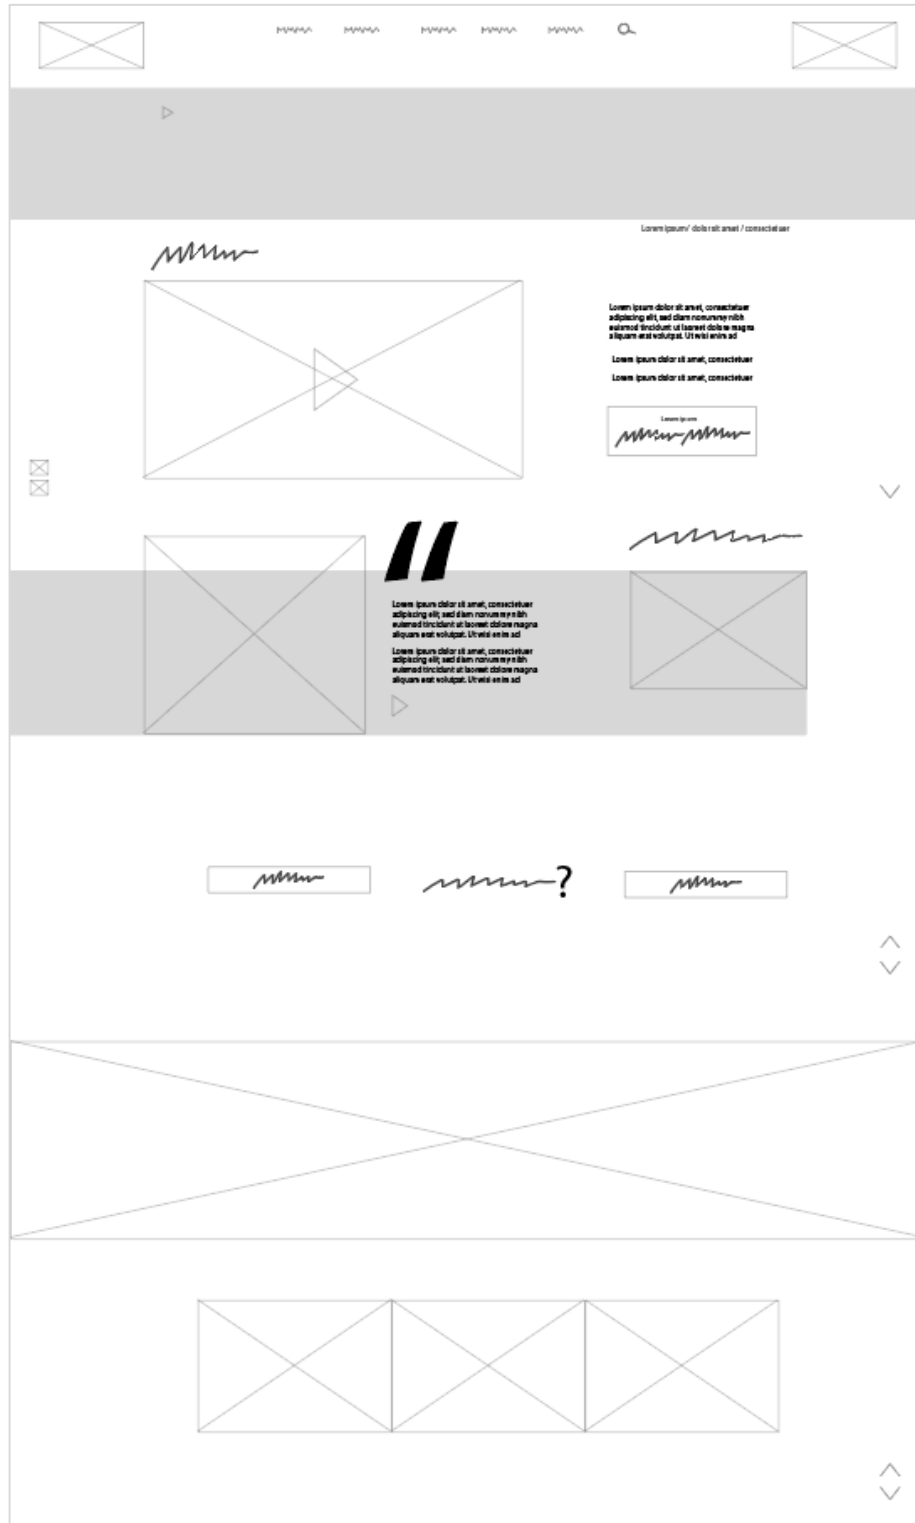 Lorem ipsum/ dolor sit amet / consectetuer
Lorem ipsum dolor sit amet, consectetuer
adipiscing elit, sed diam nonummy nibh
euismod tincidunt ut laoreet dolore magna
aliquam erat volutpat. Ut wisi enim ad
Lorem ipsum dolor sit amet, consectetuer
Lorem ipsum dolor sit amet, consectetuer
Lorem ipsum
“
Lorem ipsum dolor sit amet, consectetuer
adipiscing elit, sed diam nonummy nibh
euismod tincidunt ut laoreet dolore magna
aliquam erat volutpat. Ut wisi enim ad
Lorem ipsum dolor sit amet, consectetuer
adipiscing elit, sed diam nonummy nibh
euismod tincidunt ut laoreet dolore magna
aliquam erat volutpat. Ut wisi enim ad
?